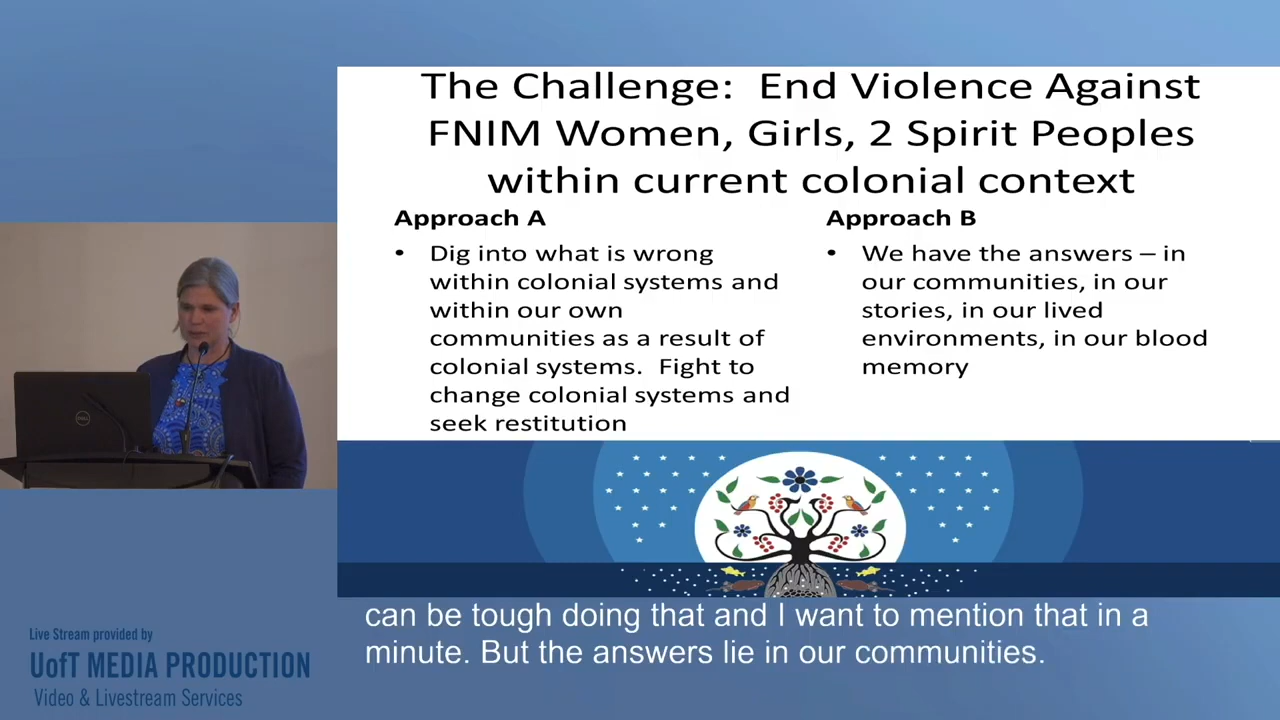 The Challenge:  End Violence Against
FNIM Women, Girls, 2 Spirit Peoples
within current colonial context
Approach A
• Dig into what is wrong
within colonial systems and
within our own
communities as a result of
colonial systems.  Fight to
change colonial systems and
seek restitution
Approach B
• We have the answers – in
our communities, in our
stories, in our lived
environments, in our blood
memory
DELL
can be tough doing that and I want to mention that in a
minute. But the answers lie in our communities.
Live Stream provided by
UofT MEDIA PRODUCTION
Video & Livestream Services